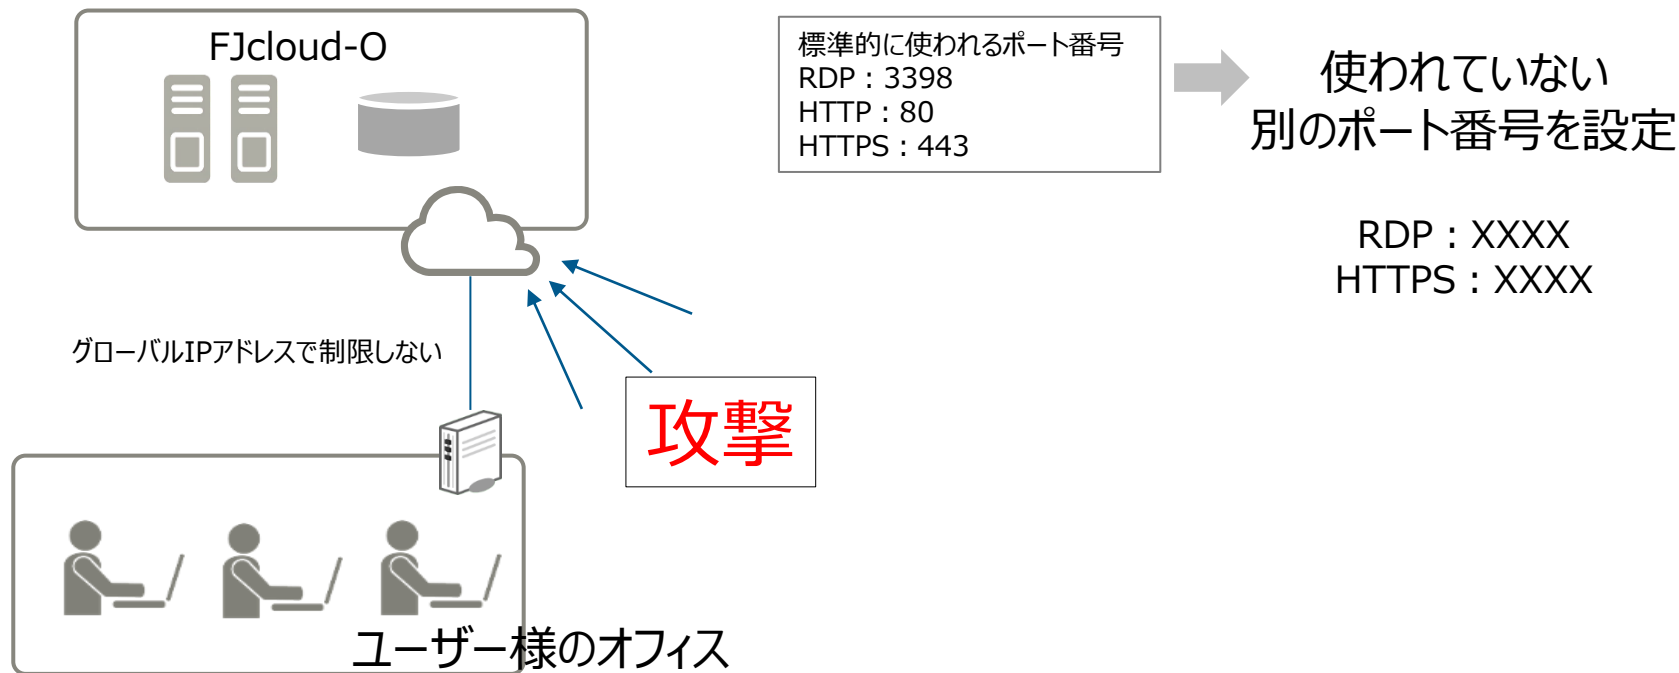 FJcloud-O
標準的に使われるポート番号
RDP：3398
HTTP：80
HTTPS：443
使われていない
別のポート番号を設定
RDP：XXXX
HTTPS：XXXX
グローバルIPアドレスで制限しない
攻撃
ユーザー様のオフィス